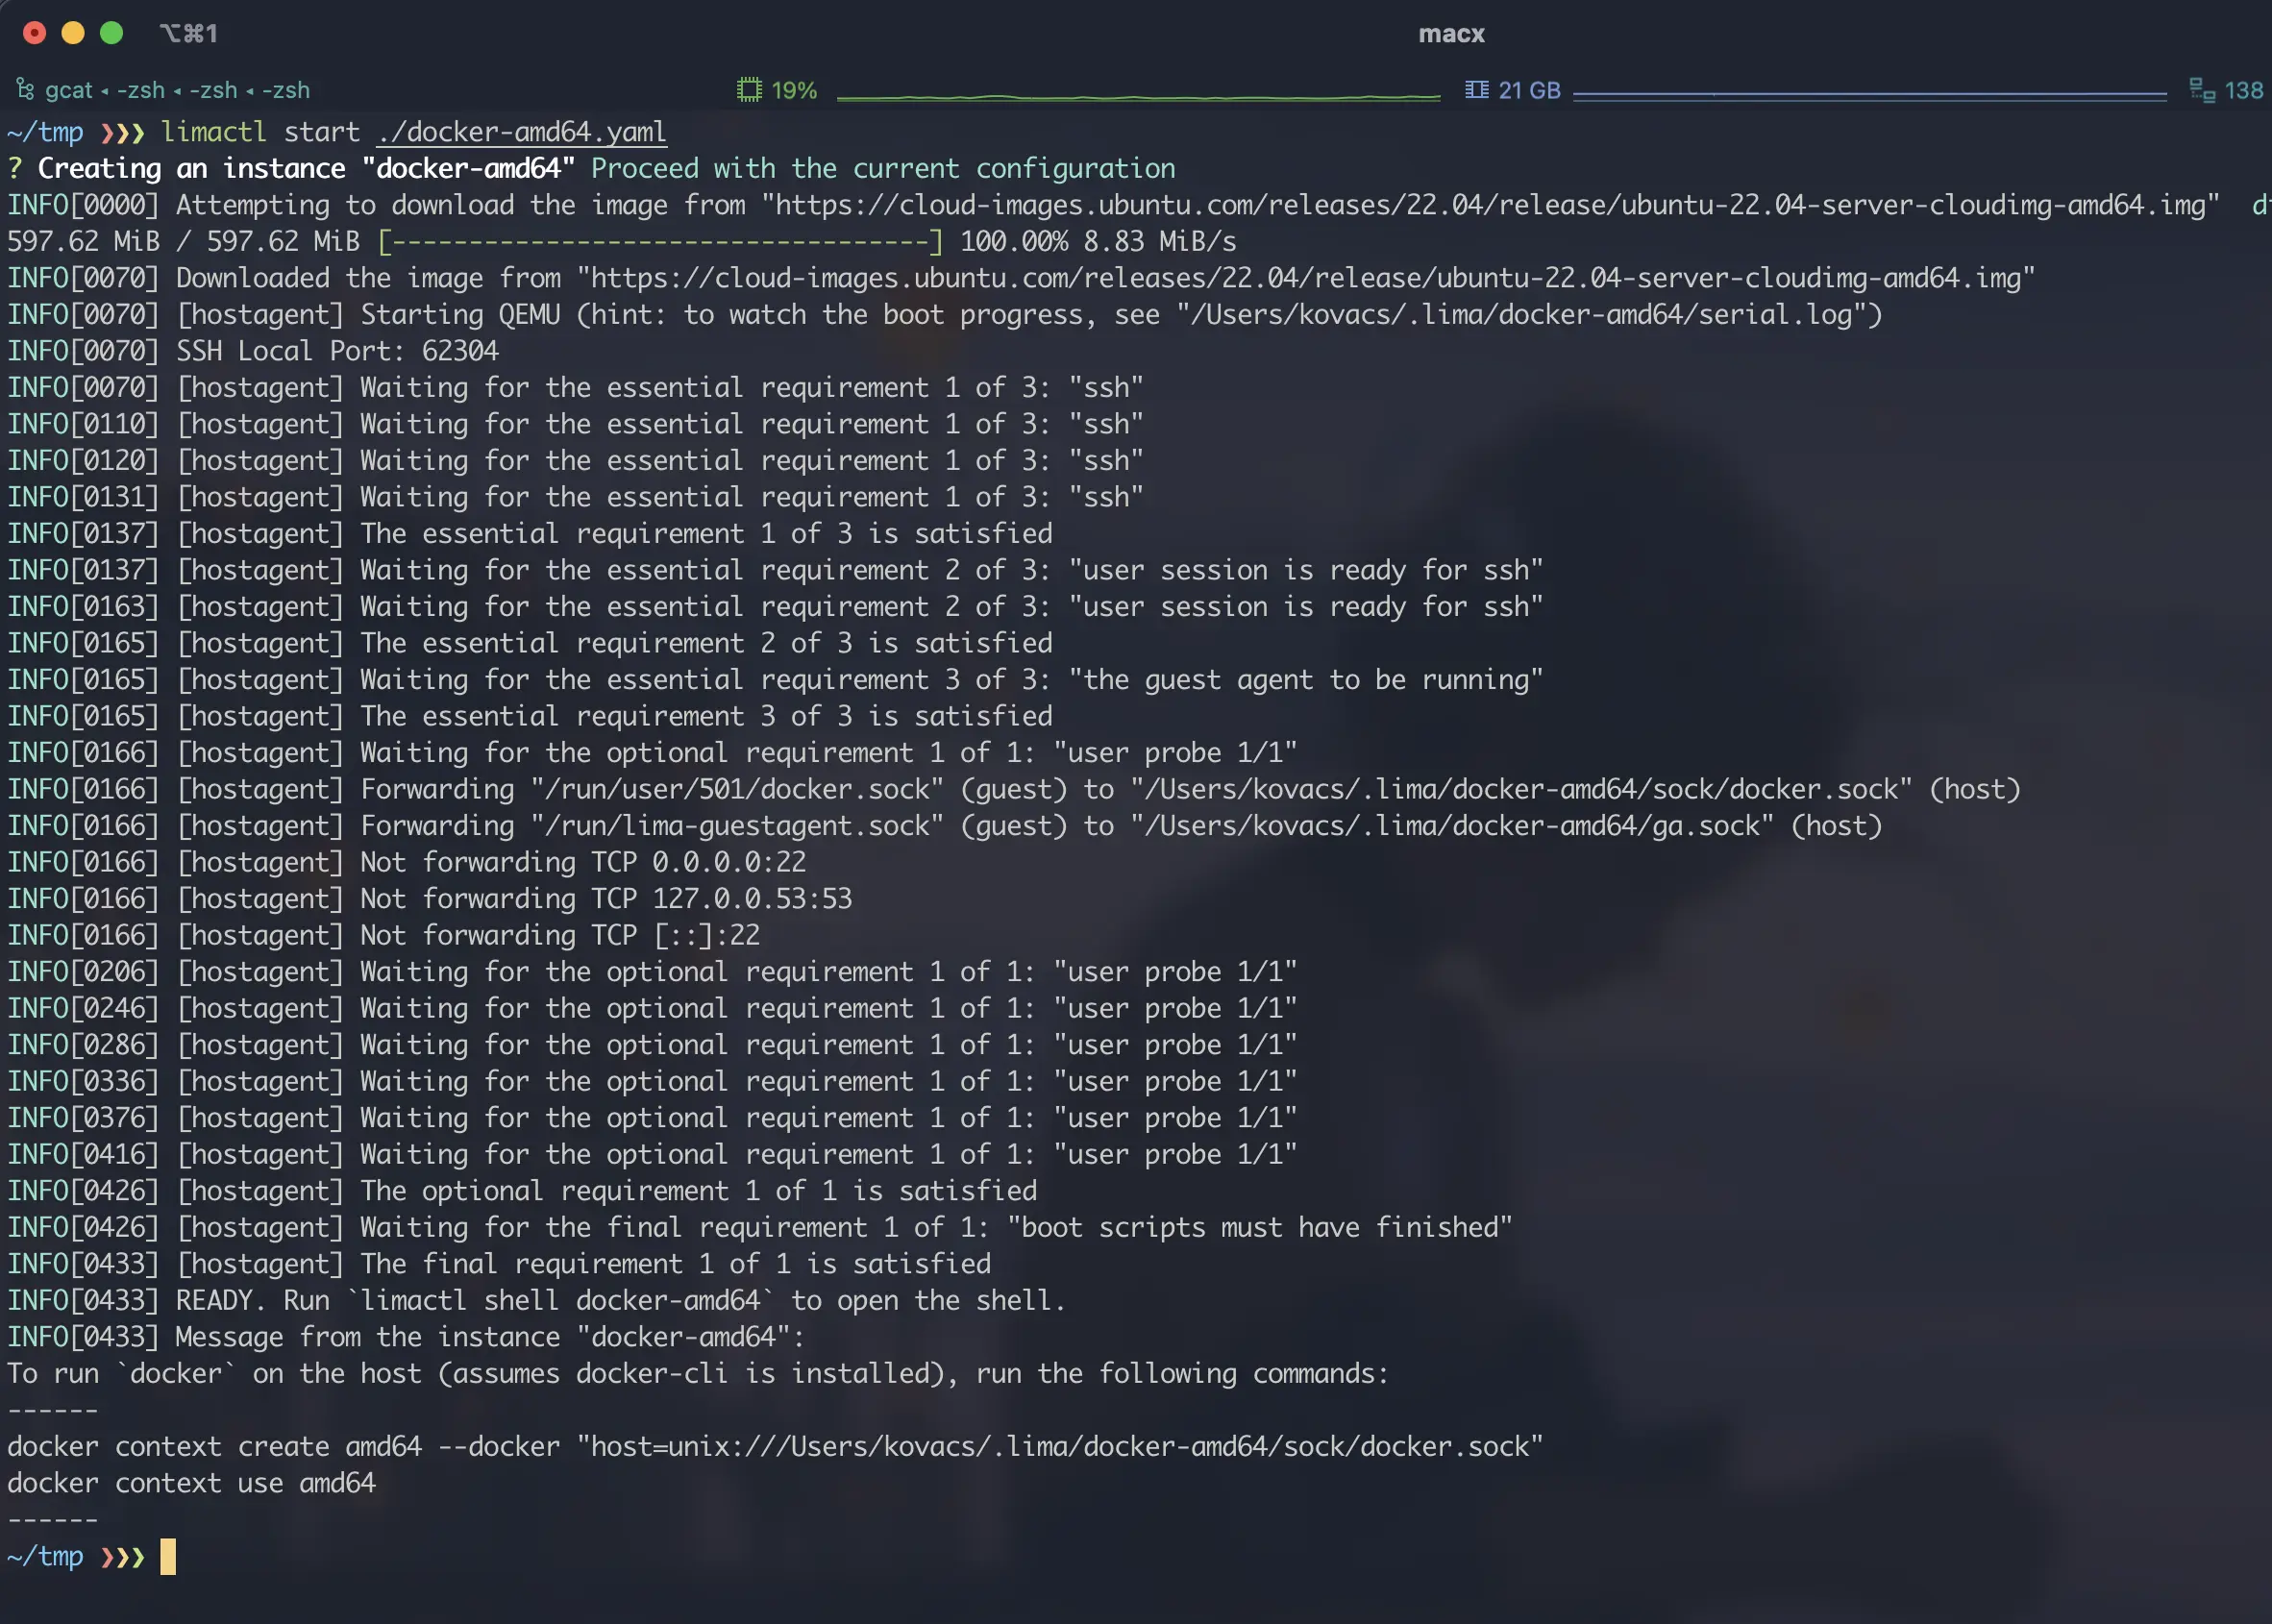 ⌥⌘1
macx
gcat ◂ -zsh ◂ -zsh ◂ -zsh
19%
21 GB
138
~/tmp ❯❯❯ limactl start ./docker-amd64.yaml
? Creating an instance "docker-amd64" Proceed with the current configuration
INFO[0000] Attempting to download the image from "https://cloud-images.ubuntu.com/releases/22.04/release/ubuntu-22.04-server-cloudimg-amd64.img"
597.62 MiB / 597.62 MiB [-----------------------------------] 100.00% 8.83 MiB/s
INFO[0070] Downloaded the image from "https://cloud-images.ubuntu.com/releases/22.04/release/ubuntu-22.04-server-cloudimg-amd64.img"
INFO[0070] [hostagent] Starting QEMU (hint: to watch the boot progress, see "/Users/kovacs/.lima/docker-amd64/serial.log")
INFO[0070] SSH Local Port: 62304
INFO[0070] [hostagent] Waiting for the essential requirement 1 of 3: "ssh"
INFO[0110] [hostagent] Waiting for the essential requirement 1 of 3: "ssh"
INFO[0120] [hostagent] Waiting for the essential requirement 1 of 3: "ssh"
INFO[0131] [hostagent] Waiting for the essential requirement 1 of 3: "ssh"
INFO[0137] [hostagent] The essential requirement 1 of 3 is satisfied
INFO[0137] [hostagent] Waiting for the essential requirement 2 of 3: "user session is ready for ssh"
INFO[0163] [hostagent] Waiting for the essential requirement 2 of 3: "user session is ready for ssh"
INFO[0165] [hostagent] The essential requirement 2 of 3 is satisfied
INFO[0165] [hostagent] Waiting for the essential requirement 3 of 3: "the guest agent to be running"
INFO[0165] [hostagent] The essential requirement 3 of 3 is satisfied
INFO[0166] [hostagent] Waiting for the optional requirement 1 of 1: "user probe 1/1"
INFO[0166] [hostagent] Forwarding "/run/user/501/docker.sock" (guest) to "/Users/kovacs/.lima/docker-amd64/sock/docker.sock" (host)
INFO[0166] [hostagent] Forwarding "/run/lima-guestagent.sock" (guest) to "/Users/kovacs/.lima/docker-amd64/ga.sock" (host)
INFO[0166] [hostagent] Not forwarding TCP 0.0.0.0:22
INFO[0166] [hostagent] Not forwarding TCP 127.0.0.53:53
INFO[0166] [hostagent] Not forwarding TCP [::]:22
INFO[0206] [hostagent] Waiting for the optional requirement 1 of 1: "user probe 1/1"
INFO[0246] [hostagent] Waiting for the optional requirement 1 of 1: "user probe 1/1"
INFO[0286] [hostagent] Waiting for the optional requirement 1 of 1: "user probe 1/1"
INFO[0336] [hostagent] Waiting for the optional requirement 1 of 1: "user probe 1/1"
INFO[0376] [hostagent] Waiting for the optional requirement 1 of 1: "user probe 1/1"
INFO[0416] [hostagent] Waiting for the optional requirement 1 of 1: "user probe 1/1"
INFO[0426] [hostagent] The optional requirement 1 of 1 is satisfied
INFO[0426] [hostagent] Waiting for the final requirement 1 of 1: "boot scripts must have finished"
INFO[0433] [hostagent] The final requirement 1 of 1 is satisfied
INFO[0433] READY. Run `limactl shell docker-amd64` to open the shell.
INFO[0433] Message from the instance "docker-amd64":
To run `docker` on the host (assumes docker-cli is installed), run the following commands:
------
docker context create amd64 --docker "host=unix:///Users/kovacs/.lima/docker-amd64/sock/docker.sock"
docker context use amd64
------
~/tmp ❯❯❯